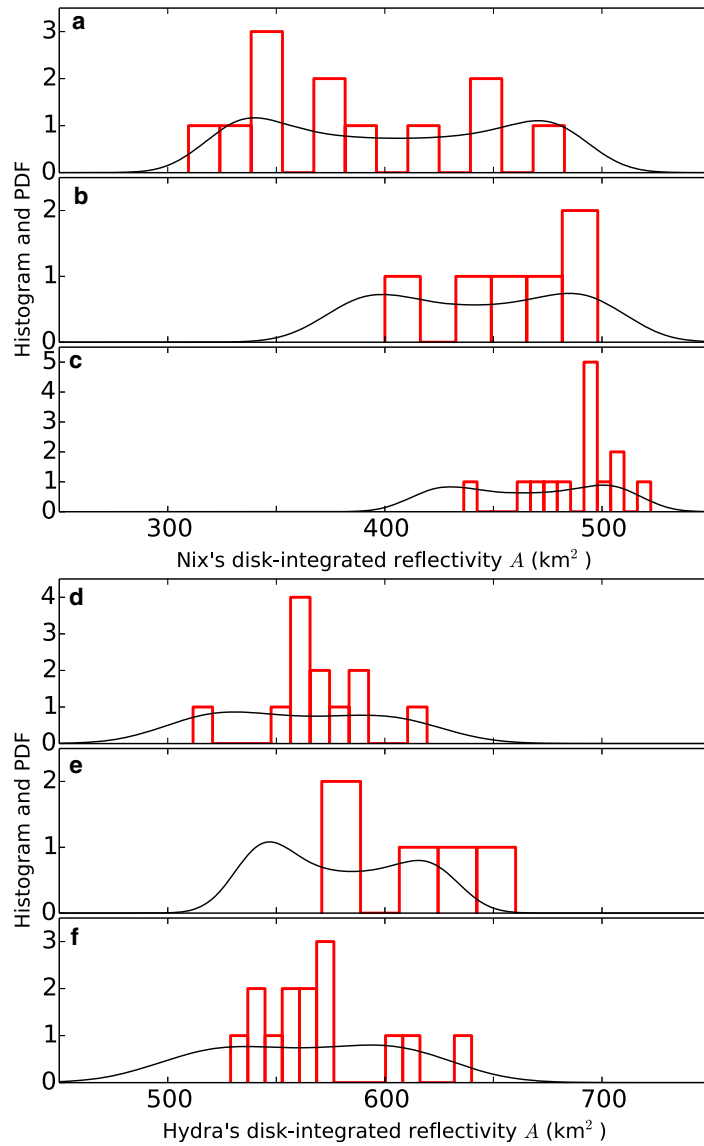 a
3
2
1
0
b
2
1
0
Histogram and PDF
c
5
4
3
2
1
0
300 400 500
Nix's disk-integrated reflectivity A (km²)
d
4
3
2
1
0
e
2
1
0
Histogram and PDF
f
3
2
1
0
500 600 700
Hydra's disk-integrated reflectivity A (km²)